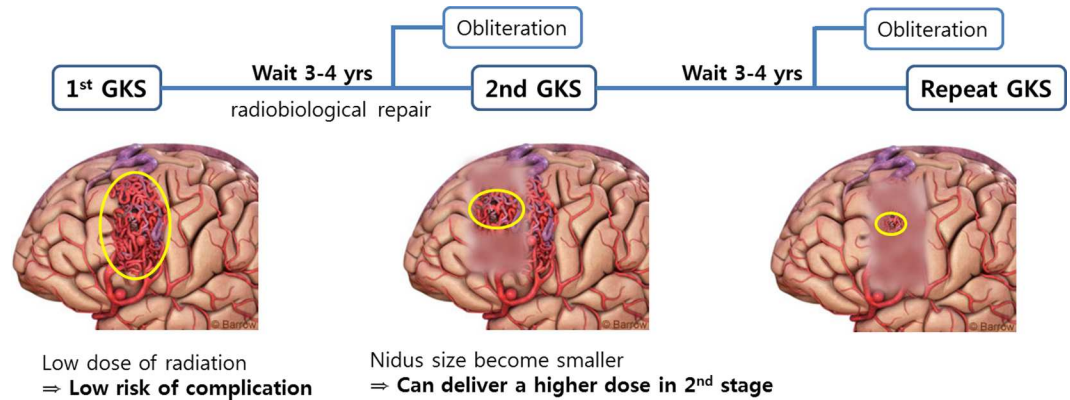 Obliteration
Obliteration
1st GKS
Wait 3-4 yrs
radiobiological repair
2nd GKS
Wait 3-4 yrs
Repeat GKS
© Barrow
© Barrow
© Barrow
Low dose of radiation
⇒ Low risk of complication
Nidus size become smaller
⇒ Can deliver a higher dose in 2nd stage